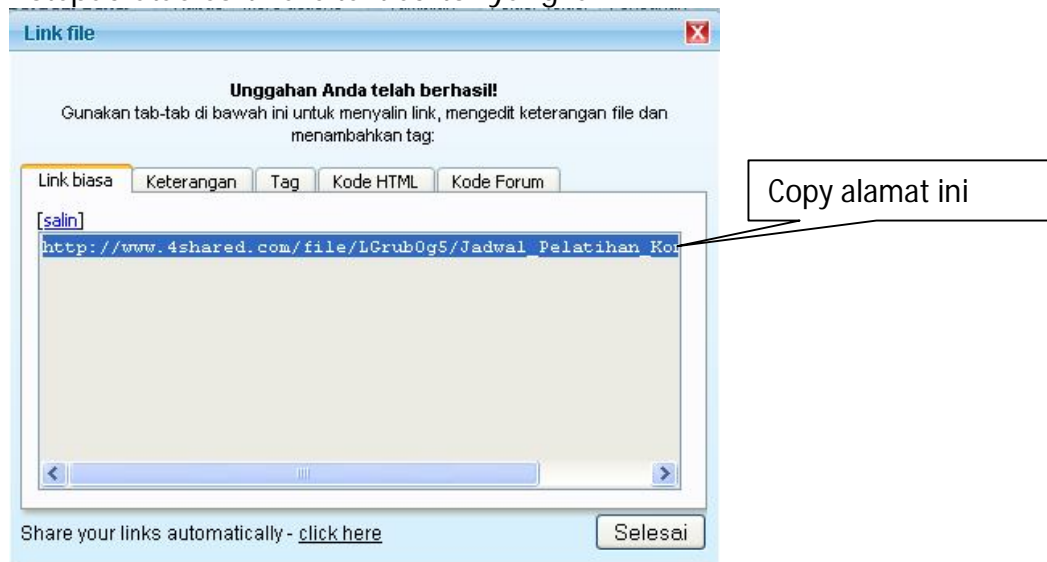 Link file
Unggahan Anda telah berhasil!
Gunakan tab-tab di bawah ini untuk menyalin link, mengedit keterangan file dan
menambahkan tag:
Link biasa Keterangan Tag Kode HTML Kode Forum
[salin]
http://www.4shared.com/file/LGrubOg5/Jadwal_Pelatihan_Ko
Copy alamat ini
Share your links automatically - click here
Selesai